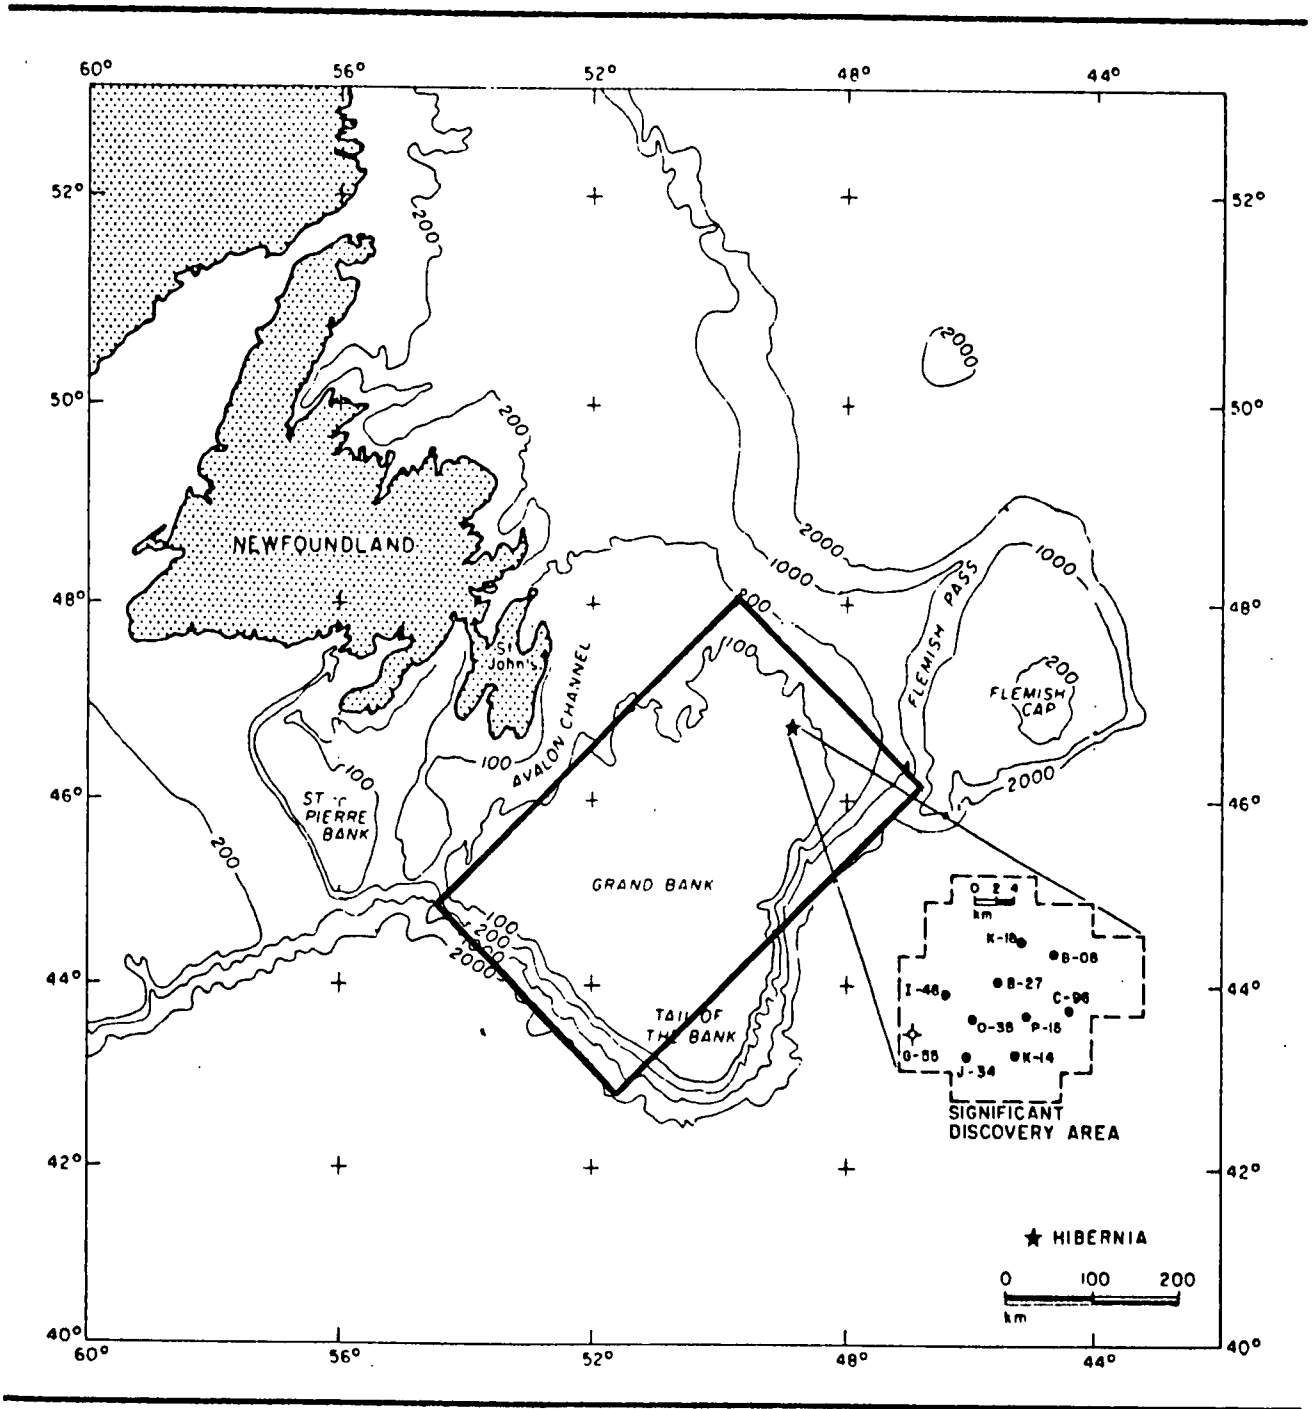 60°
56°
52°
48°
44°
52°
52°
200
2000
50°
50°
200
NEWFOUNDLAND
2000
1000
1000
FLEMISH PASS
48°
48°
200
100
St.
John's
AVALON CHANNEL
200
FLEMISH
CAP
100
100
2000
46°
46°
ST.
PIERRE
BANK
200
GRAND BANK
0 2 4
km
100
200
1000
2000
K-18
B-08
B-27
I-46
C-96
O-35
P-15
G-55
J-34
K-14
44°
44°
TAIL OF
THE BANK
SIGNIFICANT
DISCOVERY AREA
42°
42°
HIBERNIA
0 100 200
km
40°
40°
60°
56°
52°
48°
44°